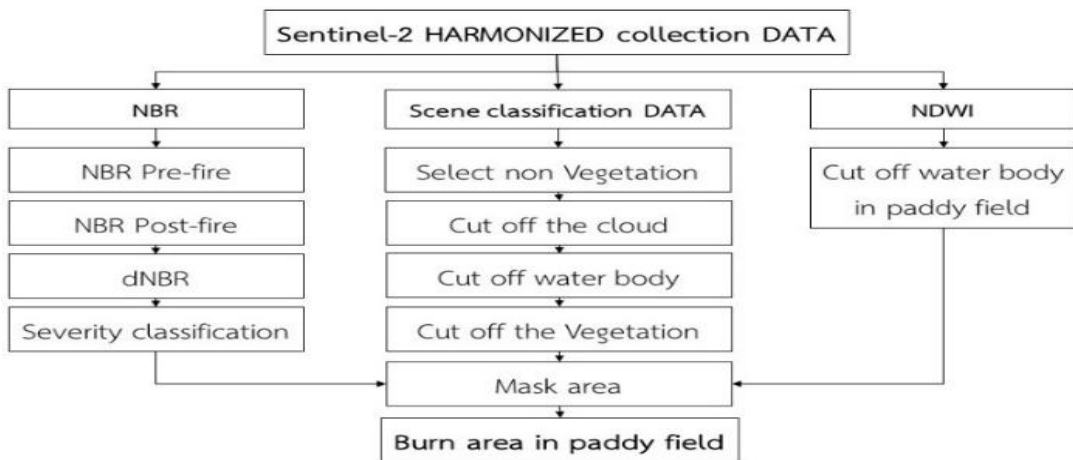 Sentinel-2 HARMONIZED collection DATA
NBR
NBR Pre-fire
NBR Post-fire
dNBR
Severity classification
Scene classification DATA
Select non Vegetation
Cut off the cloud
Cut off water body
Cut off the Vegetation
NDWI
Cut off water body
in paddy field
Mask area
Burn area in paddy field